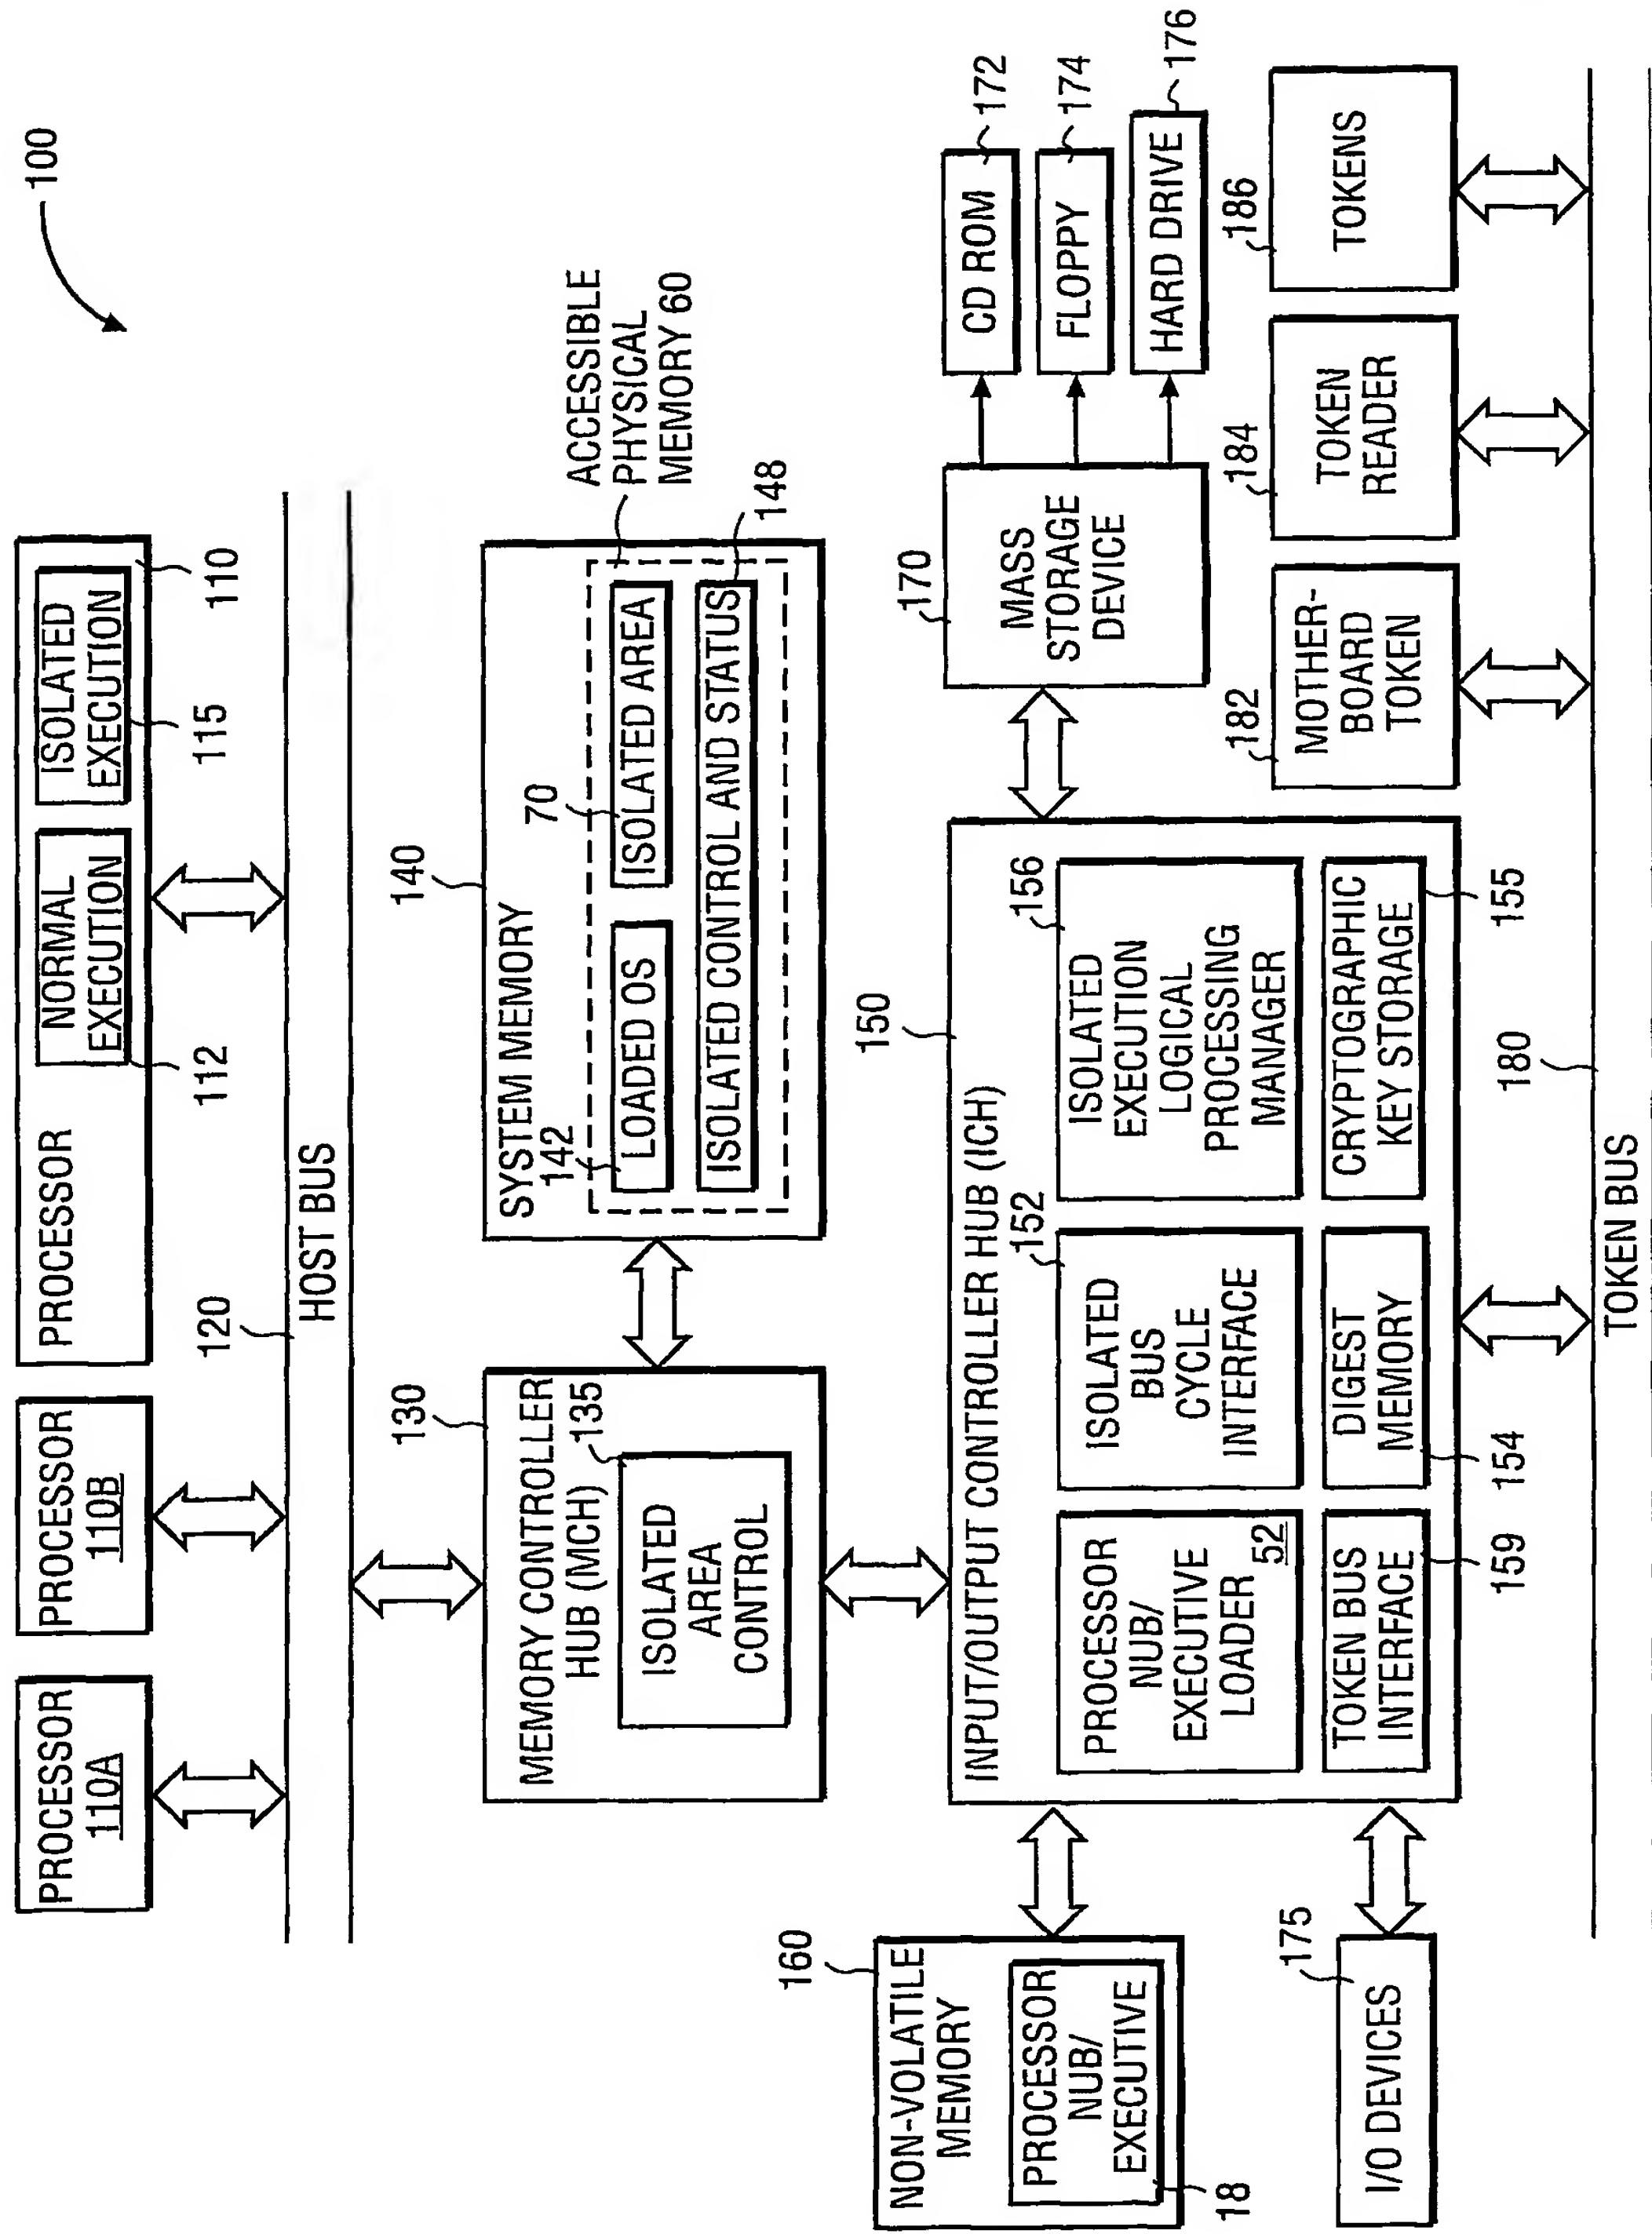 100
PROCESSOR
110A
PROCESSOR
110B
PROCESSOR
NORMAL
EXECUTION
ISOLATED
EXECUTION
112
115
110
120
HOST BUS
130
MEMORY CONTROLLER
HUB (MCH)
135
ISOLATED
AREA
CONTROL
140
SYSTEM MEMORY
142
70
LOADED OS
ISOLATED AREA
ISOLATED CONTROL AND STATUS
148
ACCESSIBLE
PHYSICAL
MEMORY 60
150
INPUT/OUTPUT CONTROLLER HUB (ICH)
PROCESSOR
NUB/
EXECUTIVE
LOADER
52
152
ISOLATED
BUS
CYCLE
INTERFACE
156
ISOLATED
EXECUTION
LOGICAL
PROCESSING
MANAGER
TOKEN BUS
INTERFACE
159
DIGEST
MEMORY
154
CRYPTOGRAPHIC
KEY STORAGE
155
160
NON-VOLATILE
MEMORY
PROCESSOR
NUB/
EXECUTIVE
18
175
I/O DEVICES
170
MASS
STORAGE
DEVICE
CD ROM
172
FLOPPY
174
HARD DRIVE
176
182
MOTHER-
BOARD
TOKEN
184
TOKEN
READER
186
TOKENS
180
TOKEN BUS